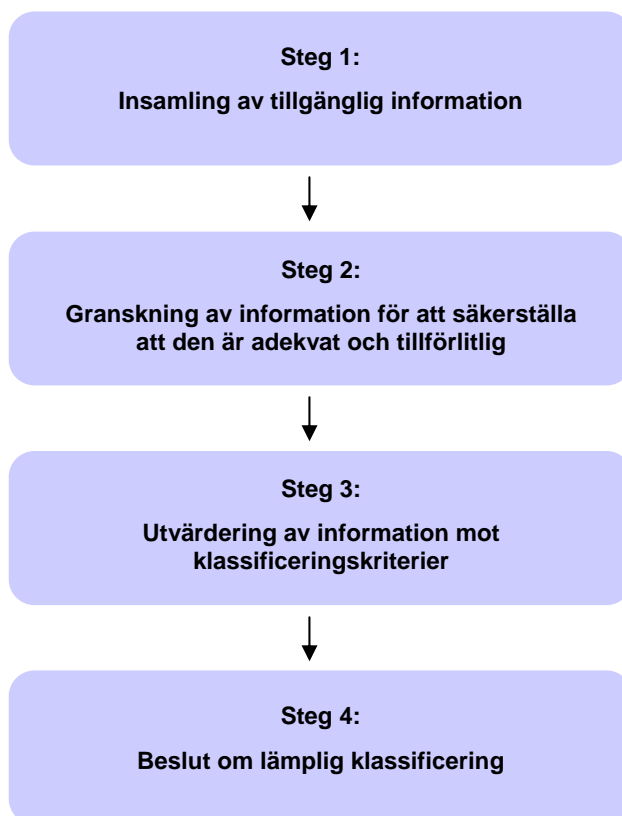 Steg 1:
Insamling av tillgänglig information
Steg 2:
Granskning av information för att säkerställa
att den är adekvat och tillförlitlig
Steg 3:
Utvärdering av information mot
klassificeringskriterier
Steg 4:
Beslut om lämplig klassificering